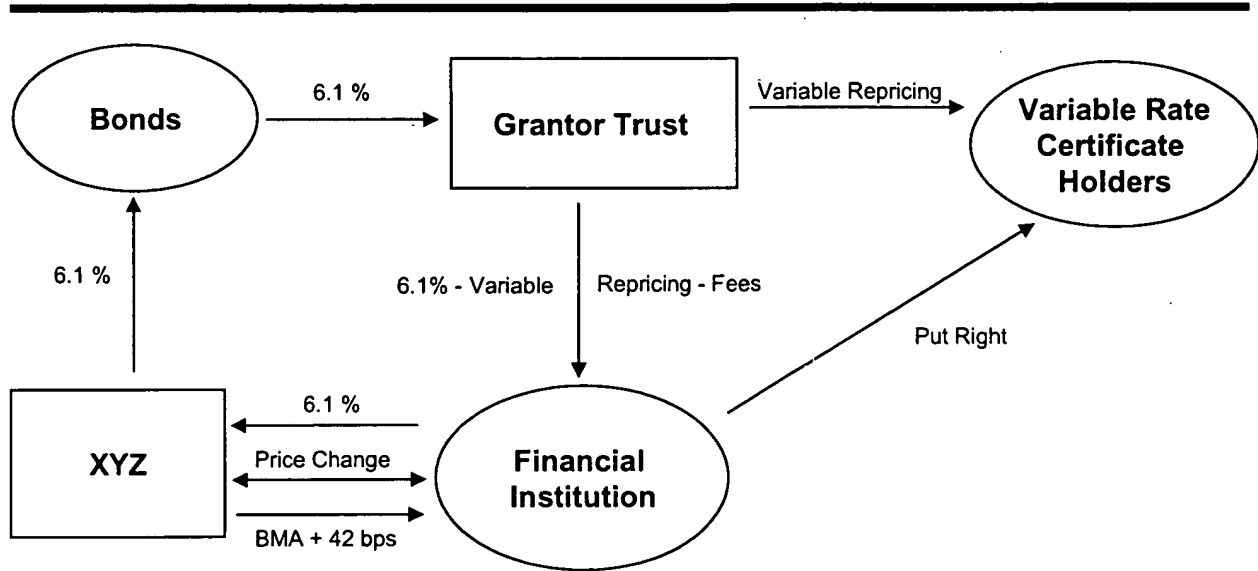 6.1 %
Bonds
Grantor Trust
Variable Repricing
Variable Rate
Certificate
Holders
6.1 %
6.1% - Variable
Repricing - Fees
Put Right
6.1 %
XYZ
Price Change
Financial
Institution
BMA + 42 bps